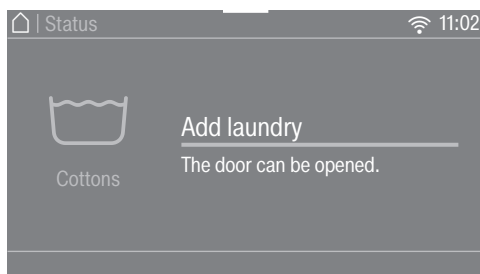 | Status
11:02
Add laundry
The door can be opened.
Cottons